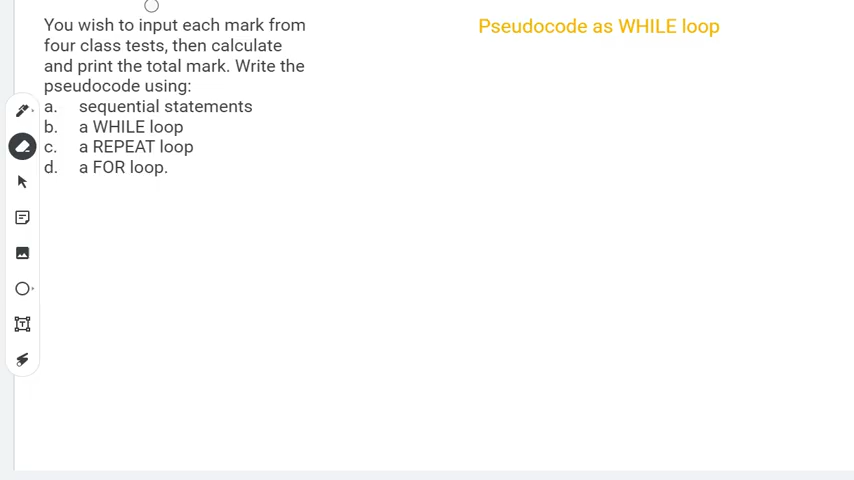 You wish to input each mark from
four class tests, then calculate
and print the total mark. Write the
pseudocode using:
a. sequential statements
b. a WHILE loop
c. a REPEAT loop
d. a FOR loop.
Pseudocode as WHILE loop